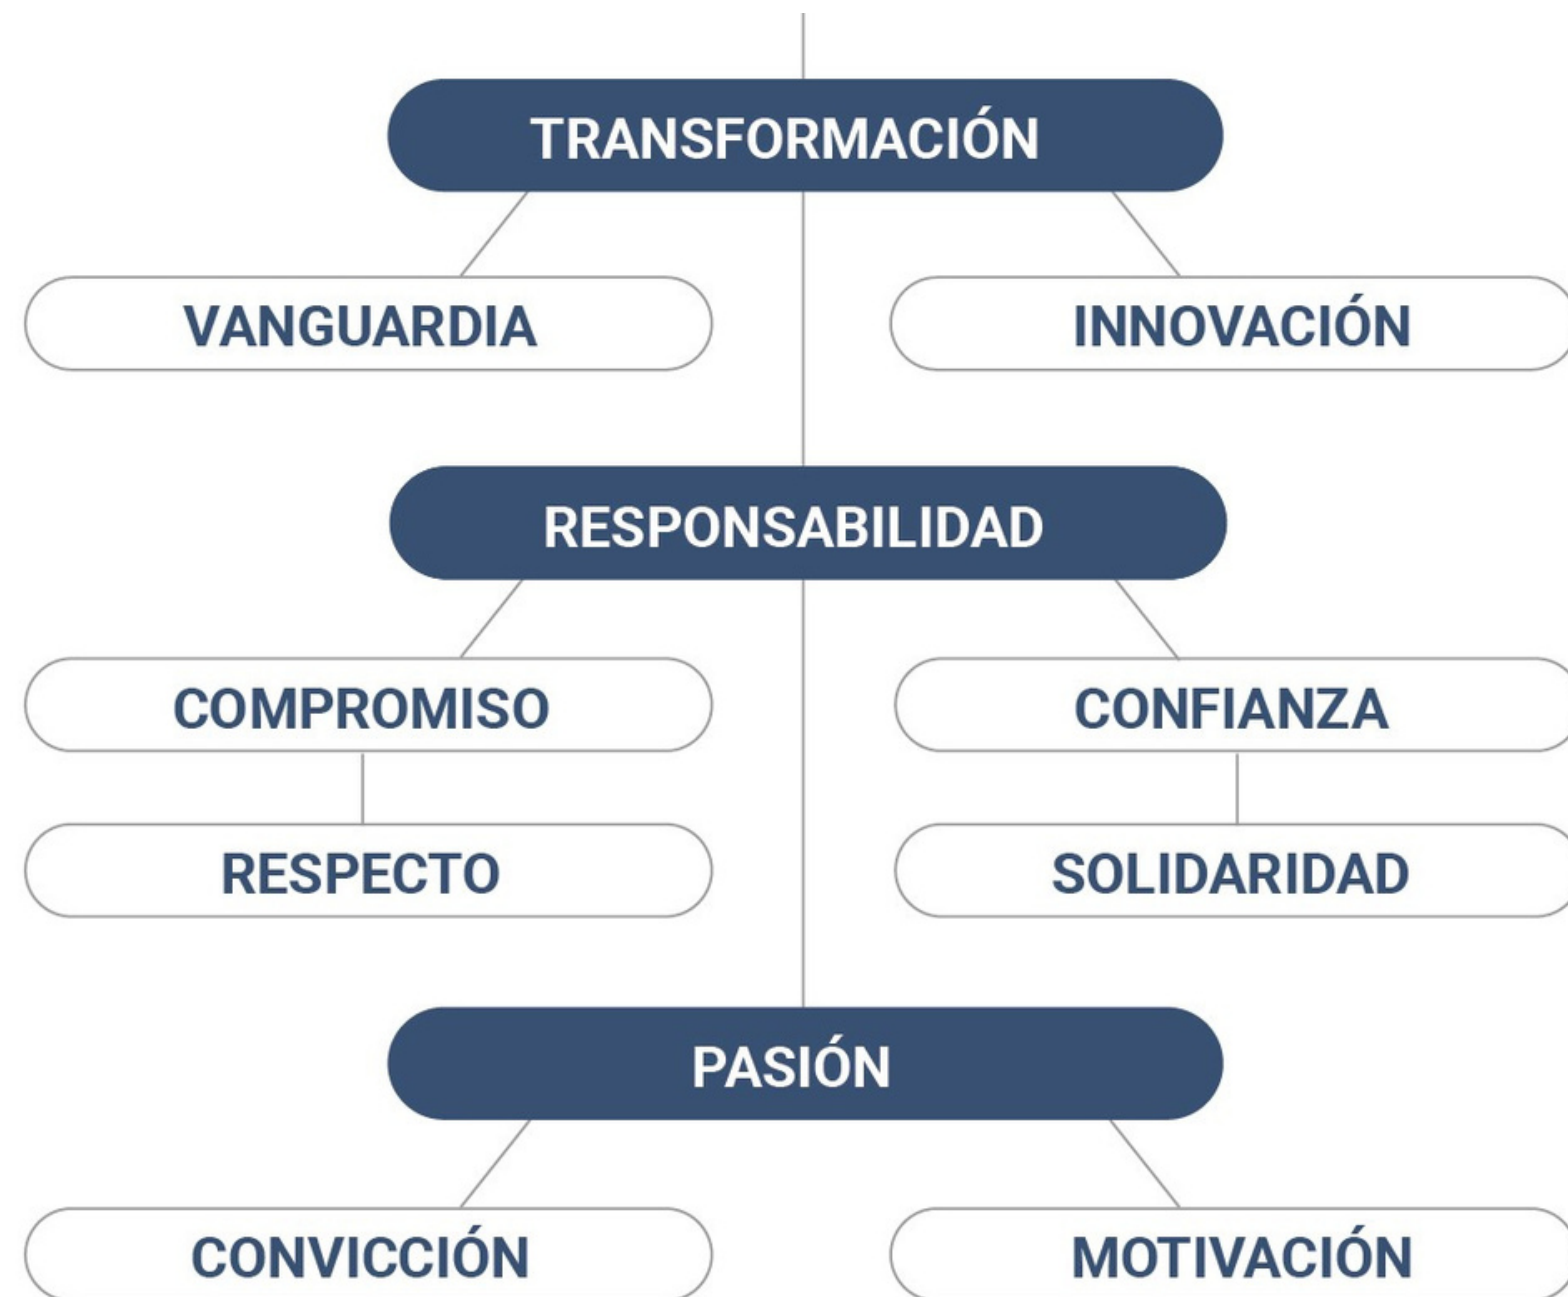 TRANSFORMACIÓN
VANGUARDIA
INNOVACIÓN
RESPONSABILIDAD
COMPROMISO
CONFIANZA
RESPECTO
SOLIDARIDAD
PASIÓN
CONVICCIÓN
MOTIVACIÓN